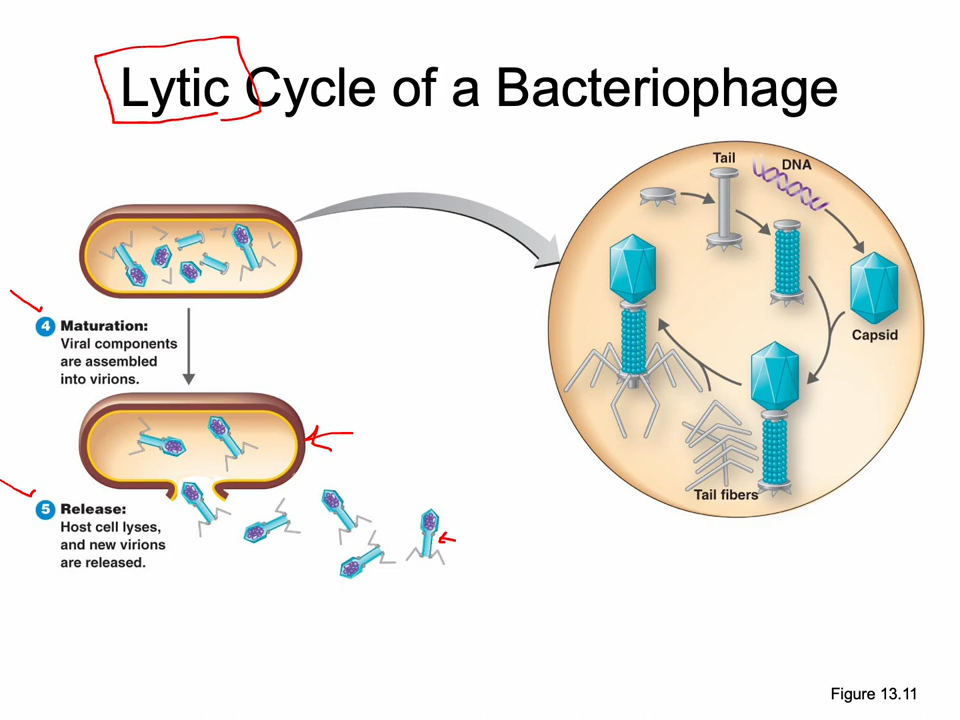 Lytic Cycle of a Bacteriophage
Tail
DNA
Capsid
Tail fibers
4 Maturation:
Viral components
are assembled
into virions.
5 Release:
Host cell lyses,
and new virions
are released.
Figure 13.11